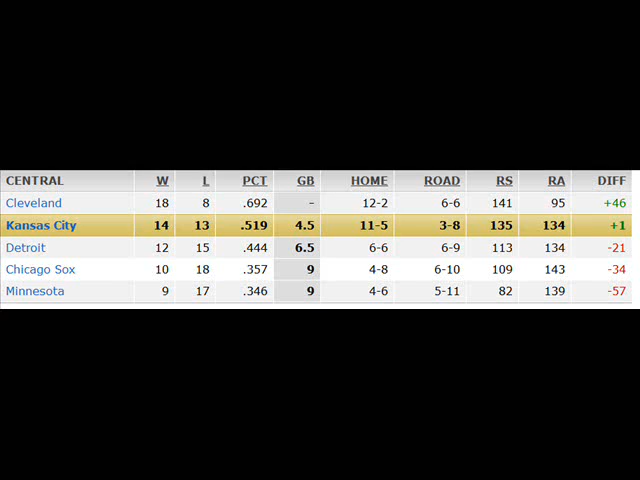 CENTRAL W L PCT GB HOME ROAD RS RA DIFF
Cleveland 18 8 .692 - 12-2 6-6 141 95 +46
Kansas City 14 13 .519 4.5 11-5 3-8 135 134 +1
Detroit 12 15 .444 6.5 6-6 6-9 113 134 -21
Chicago Sox 10 18 .357 9 4-8 6-10 109 143 -34
Minnesota 9 17 .346 9 4-6 5-11 82 139 -57